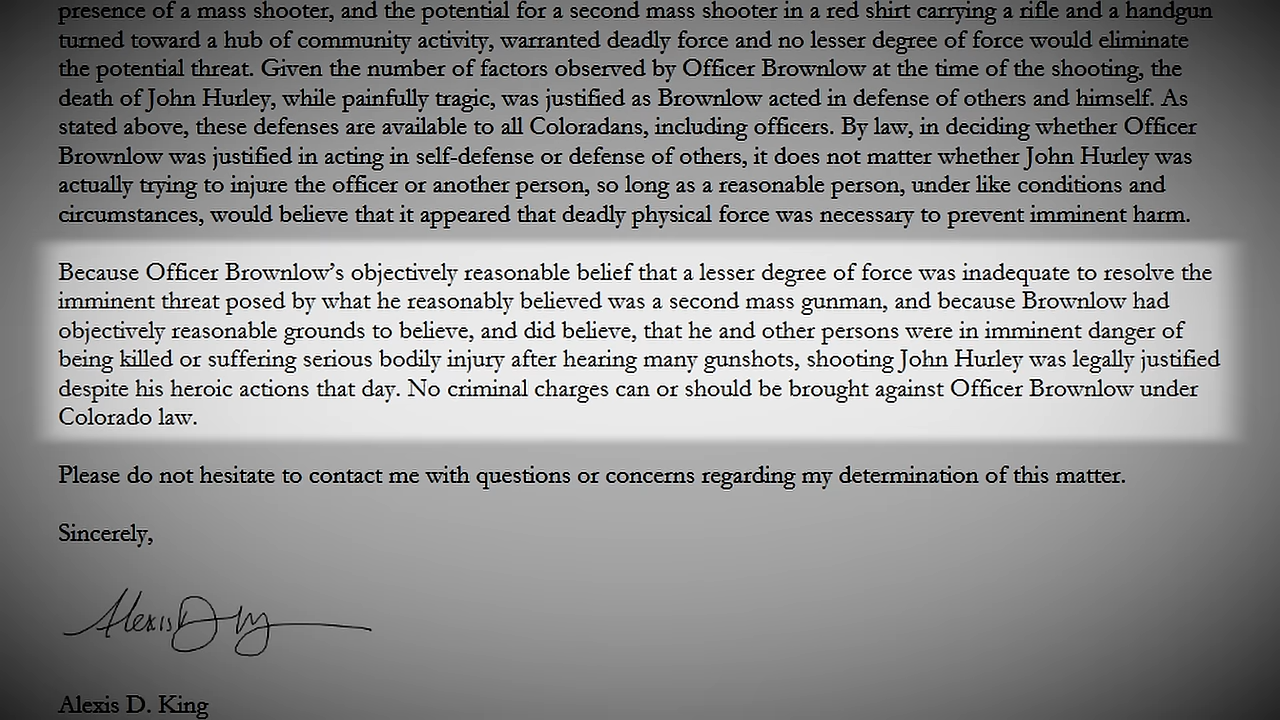 presence of a mass shooter, and the potential for a second mass shooter in a red shirt carrying a rifle and a handgun
turned toward a hub of community activity, warranted deadly force and no lesser degree of force would eliminate
the potential threat. Given the number of factors observed by Officer Brownlow at the time of the shooting, the
death of John Hurley, while painfully tragic, was justified as Brownlow acted in defense of others and himself. As
stated above, these defenses are available to all Coloradans, including officers. By law, in deciding whether Officer
Brownlow was justified in acting in self-defense or defense of others, it does not matter whether John Hurley was
actually trying to injure the officer or another person, so long as a reasonable person, under like conditions and
circumstances, would believe that it appeared that deadly physical force was necessary to prevent imminent harm.
Because Officer Brownlow’s objectively reasonable belief that a lesser degree of force was inadequate to resolve the
imminent threat posed by what he reasonably believed was a second mass gunman, and because Brownlow had
objectively reasonable grounds to believe, and did believe, that he and other persons were in imminent danger of
being killed or suffering serious bodily injury after hearing many gunshots, shooting John Hurley was legally justified
despite his heroic actions that day. No criminal charges can or should be brought against Officer Brownlow under
Colorado law.
Please do not hesitate to contact me with questions or concerns regarding my determination of this matter.
Sincerely,
Alexis D. King